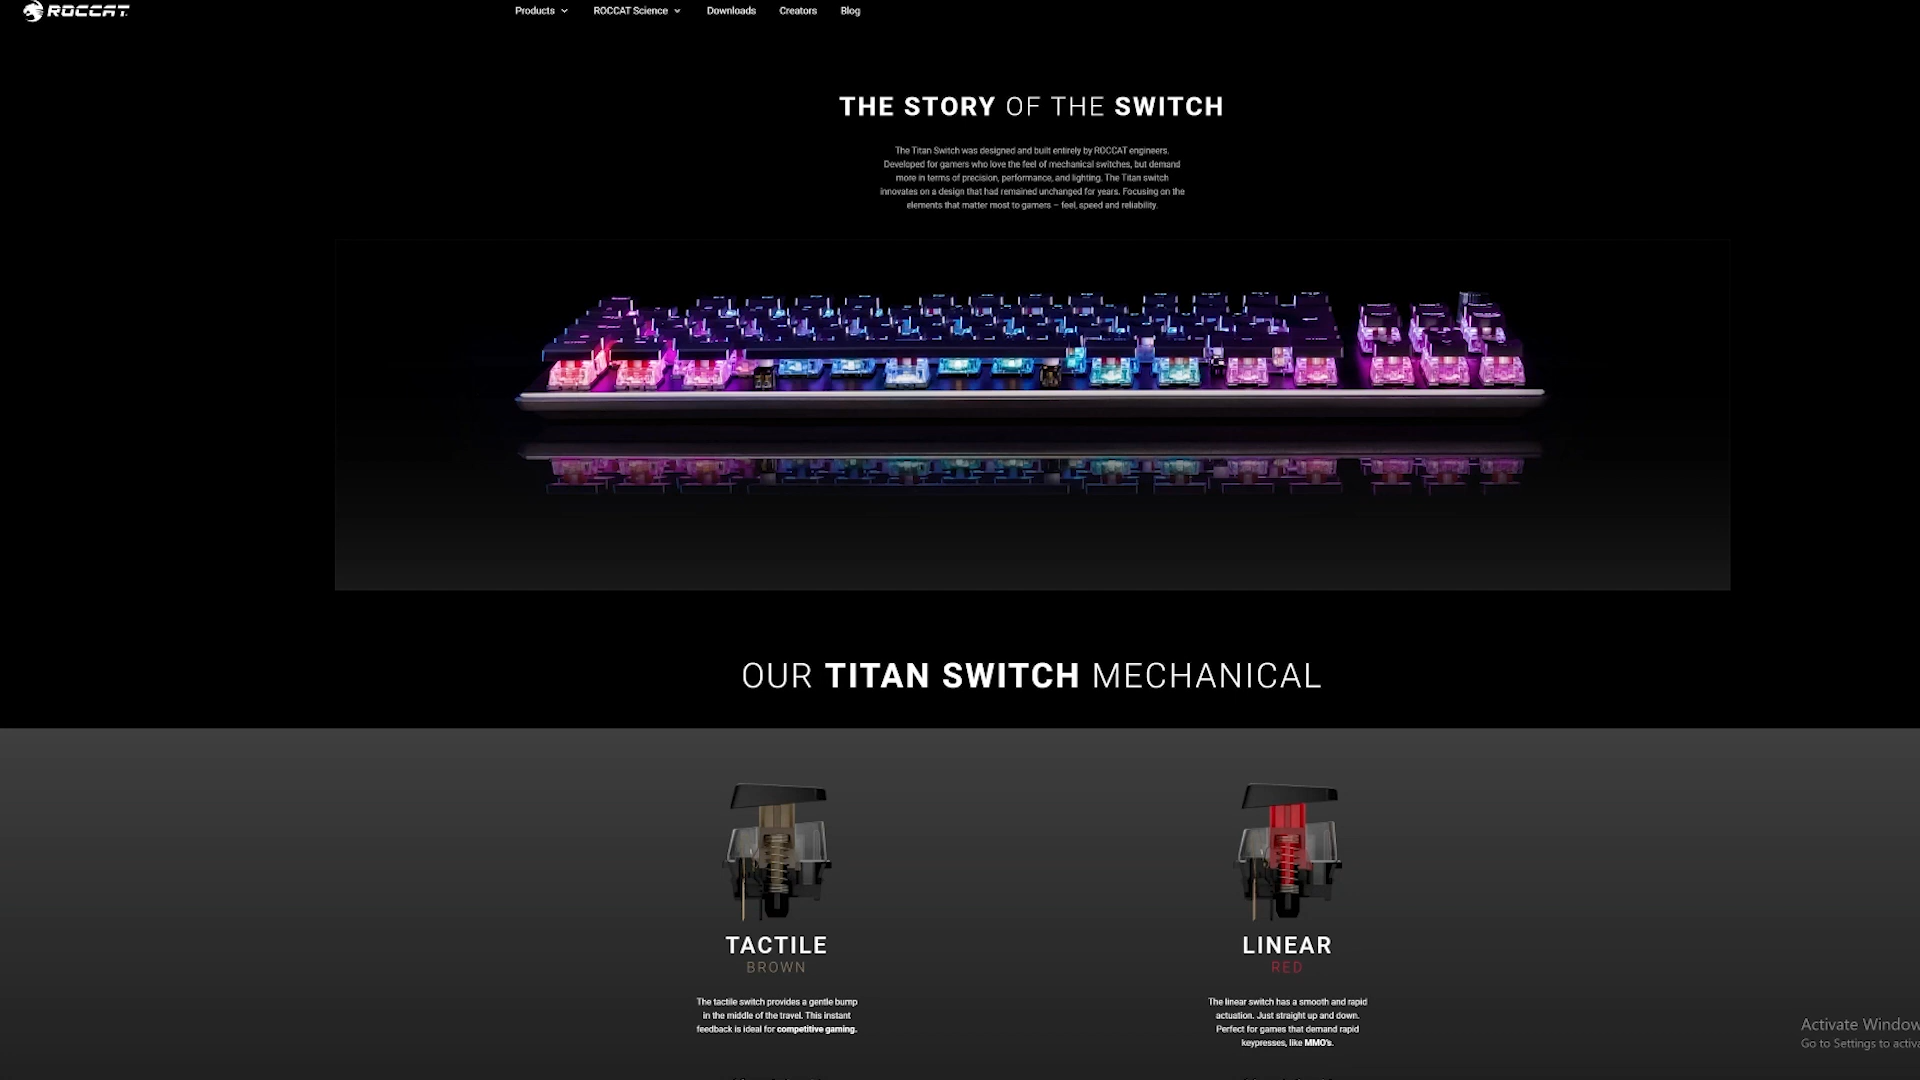 ROCCAT
Products
ROCCAT Science
Downloads
Creators
Blog
THE STORY OF THE SWITCH
The Titan Switch was designed and built entirely by ROCCAT engineers.
Developed for gamers who love the feel of mechanical switches, but demand
more in terms of precision, performance, and lighting. The Titan switch
innovates on a design that had remained unchanged for years. Focusing on the
elements that matter most to gamers – feel, speed and reliability.
OUR TITAN SWITCH MECHANICAL
TACTILE
BROWN
The tactile switch provides a gentle bump
in the middle of the travel. This instant
feedback is ideal for competitive gaming.
LINEAR
RED
The linear switch has a smooth and rapid
actuation. Just straight up and down.
Perfect for games that demand rapid
keypresses, like MMO's.
Activate Window
Go to Settings to activa